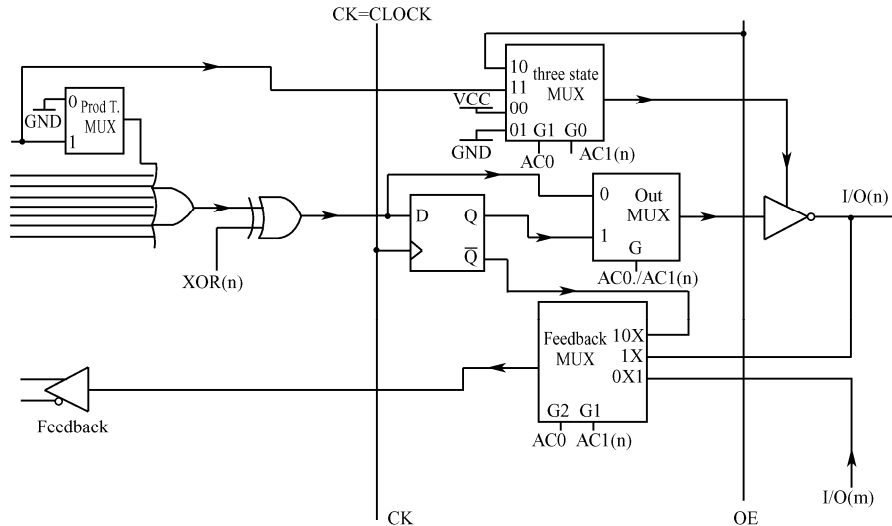 CK=CLOCK
10
three state
11
MUX
VCC
00
01 G1 G0
GND
AC0
AC1(n)
0
Prod T.
GND
MUX
1
Out
0
MUX
1
G
AC0./AC1(n)
I/O(n)
D
Q
Q̅
XOR(n)
10X
Feedback
MUX
1X
0X1
G2 G1
AC0 AC1(n)
Fccdback
I/O(m)
CK
OE